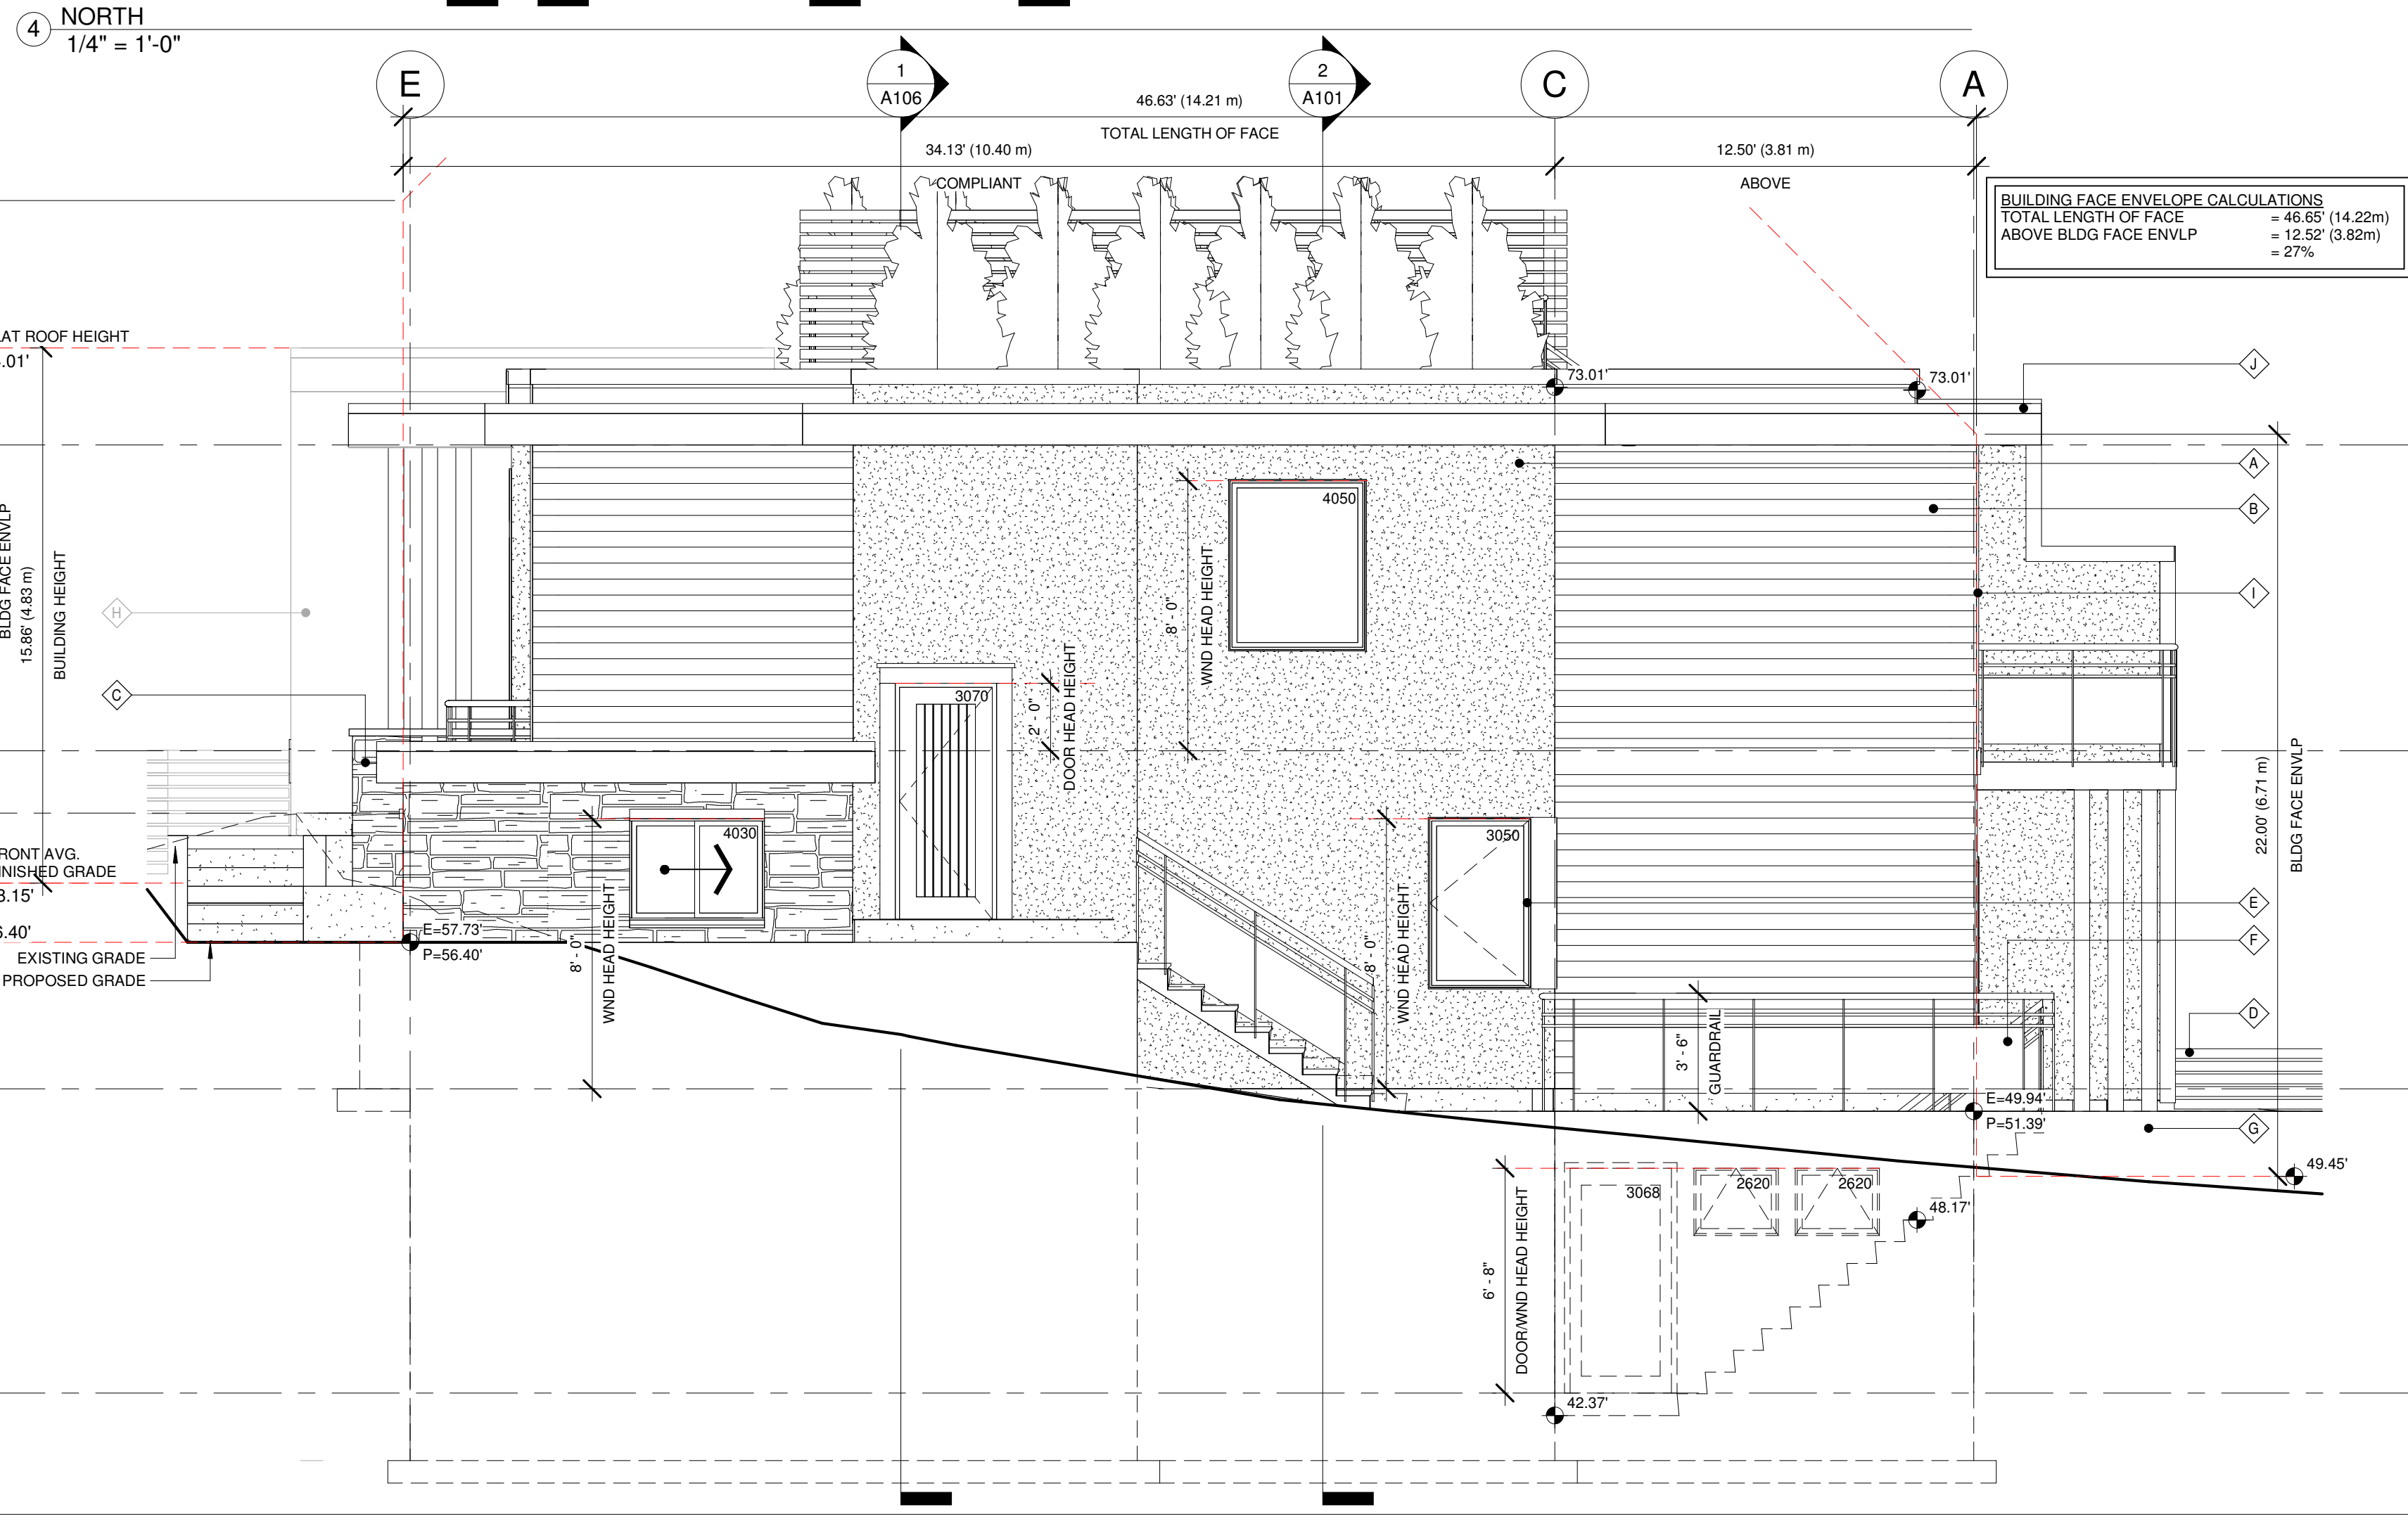 4
NORTH
1/4" = 1'-0"
E
1
A106
2
A101
C
A
46.63' (14.21 m)
TOTAL LENGTH OF FACE
34.13' (10.40 m)
COMPLIANT
12.50' (3.81 m)
ABOVE
BUILDING FACE ENVELOPE CALCULATIONS
TOTAL LENGTH OF FACE = 46.65' (14.22m)
ABOVE BLDG FACE ENVLP = 12.52' (3.82m)
= 27%
AT ROOF HEIGHT
.01'
73.01'
73.01'
J
A
B
I
E
F
D
G
H
C
BLDG FACE ENVLP
15.86' (4.83 m)
BUILDING HEIGHT
4050
8' - 0"
WND HEAD HEIGHT
3070
2' - 0"
DOOR HEAD HEIGHT
4030
8' - 0"
WND HEAD HEIGHT
3050
8' - 0"
WND HEAD HEIGHT
22.00' (6.71 m)
BLDG FACE ENVLP
RONT AVG.
NISHED GRADE
3.15'
6.40'
EXISTING GRADE
PROPOSED GRADE
E=57.73'
P=56.40'
3' - 6"
GUARDRAIL
E=49.94'
P=51.39'
49.45'
3068
2620
2620
48.17'
6' - 8"
DOOR/WND HEAD HEIGHT
42.37'